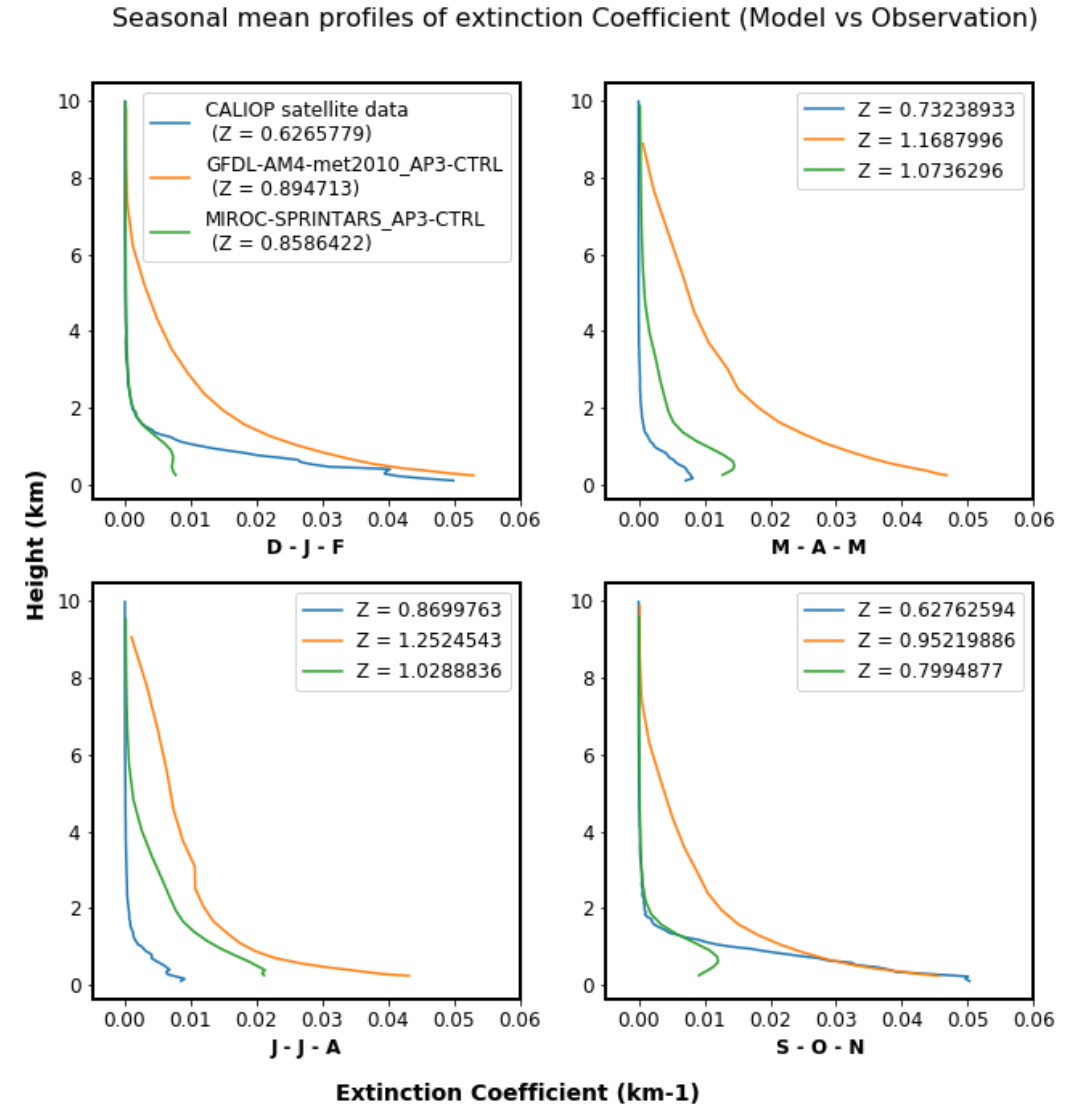 Seasonal mean profiles of extinction Coefficient (Model vs Observation)
CALIOP satellite data
(Z = 0.6265779)
GFDL-AM4-met2010_AP3-CTRL
(Z = 0.894713)
MIROC-SPRINTARS_AP3-CTRL
(Z = 0.8586422)
10
8
6
4
2
0
0.00 0.01 0.02 0.03 0.04 0.05 0.06
D - J - F
Z = 0.73238933
Z = 1.1687996
Z = 1.0736296
10
8
6
4
2
0
0.00 0.01 0.02 0.03 0.04 0.05 0.06
M - A - M
Height (km)
Z = 0.8699763
Z = 1.2524543
Z = 1.0288836
10
8
6
4
2
0
0.00 0.01 0.02 0.03 0.04 0.05 0.06
J - J - A
Z = 0.62762594
Z = 0.95219886
Z = 0.7994877
10
8
6
4
2
0
0.00 0.01 0.02 0.03 0.04 0.05 0.06
S - O - N
Extinction Coefficient (km-1)